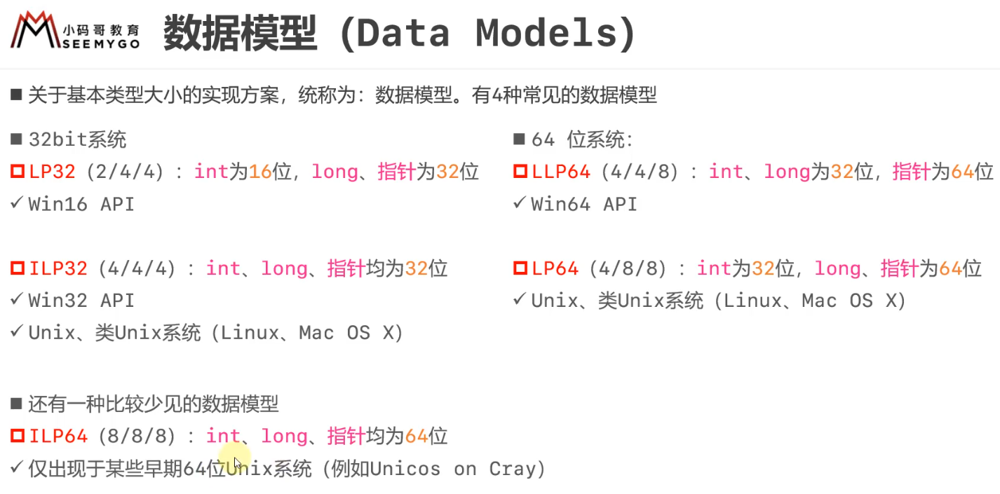 小码哥教育
SEEMYGO
数据模型 (Data Models)
■ 关于基本类型大小的实现方案，统称为：数据模型。有4种常见的数据模型
■ 32bit系统
LP32 (2/4/4) : int为16位，long、指针为32位
✓ Win16 API
ILP32 (4/4/4) : int、long、指针均为32位
✓ Win32 API
✓ Unix、类Unix系统 (Linux、Mac OS X)
■ 64 位系统：
LLP64 (4/4/8) : int、long为32位，指针为64位
✓ Win64 API
LP64 (4/8/8) : int为32位，long、指针为64位
✓ Unix、类Unix系统 (Linux、Mac OS X)
■ 还有一种比较少见的数据模型
ILP64 (8/8/8) : int、long、指针均为64位
✓ 仅出现于某些早期64位Unix系统 (例如Unicos on Cray)